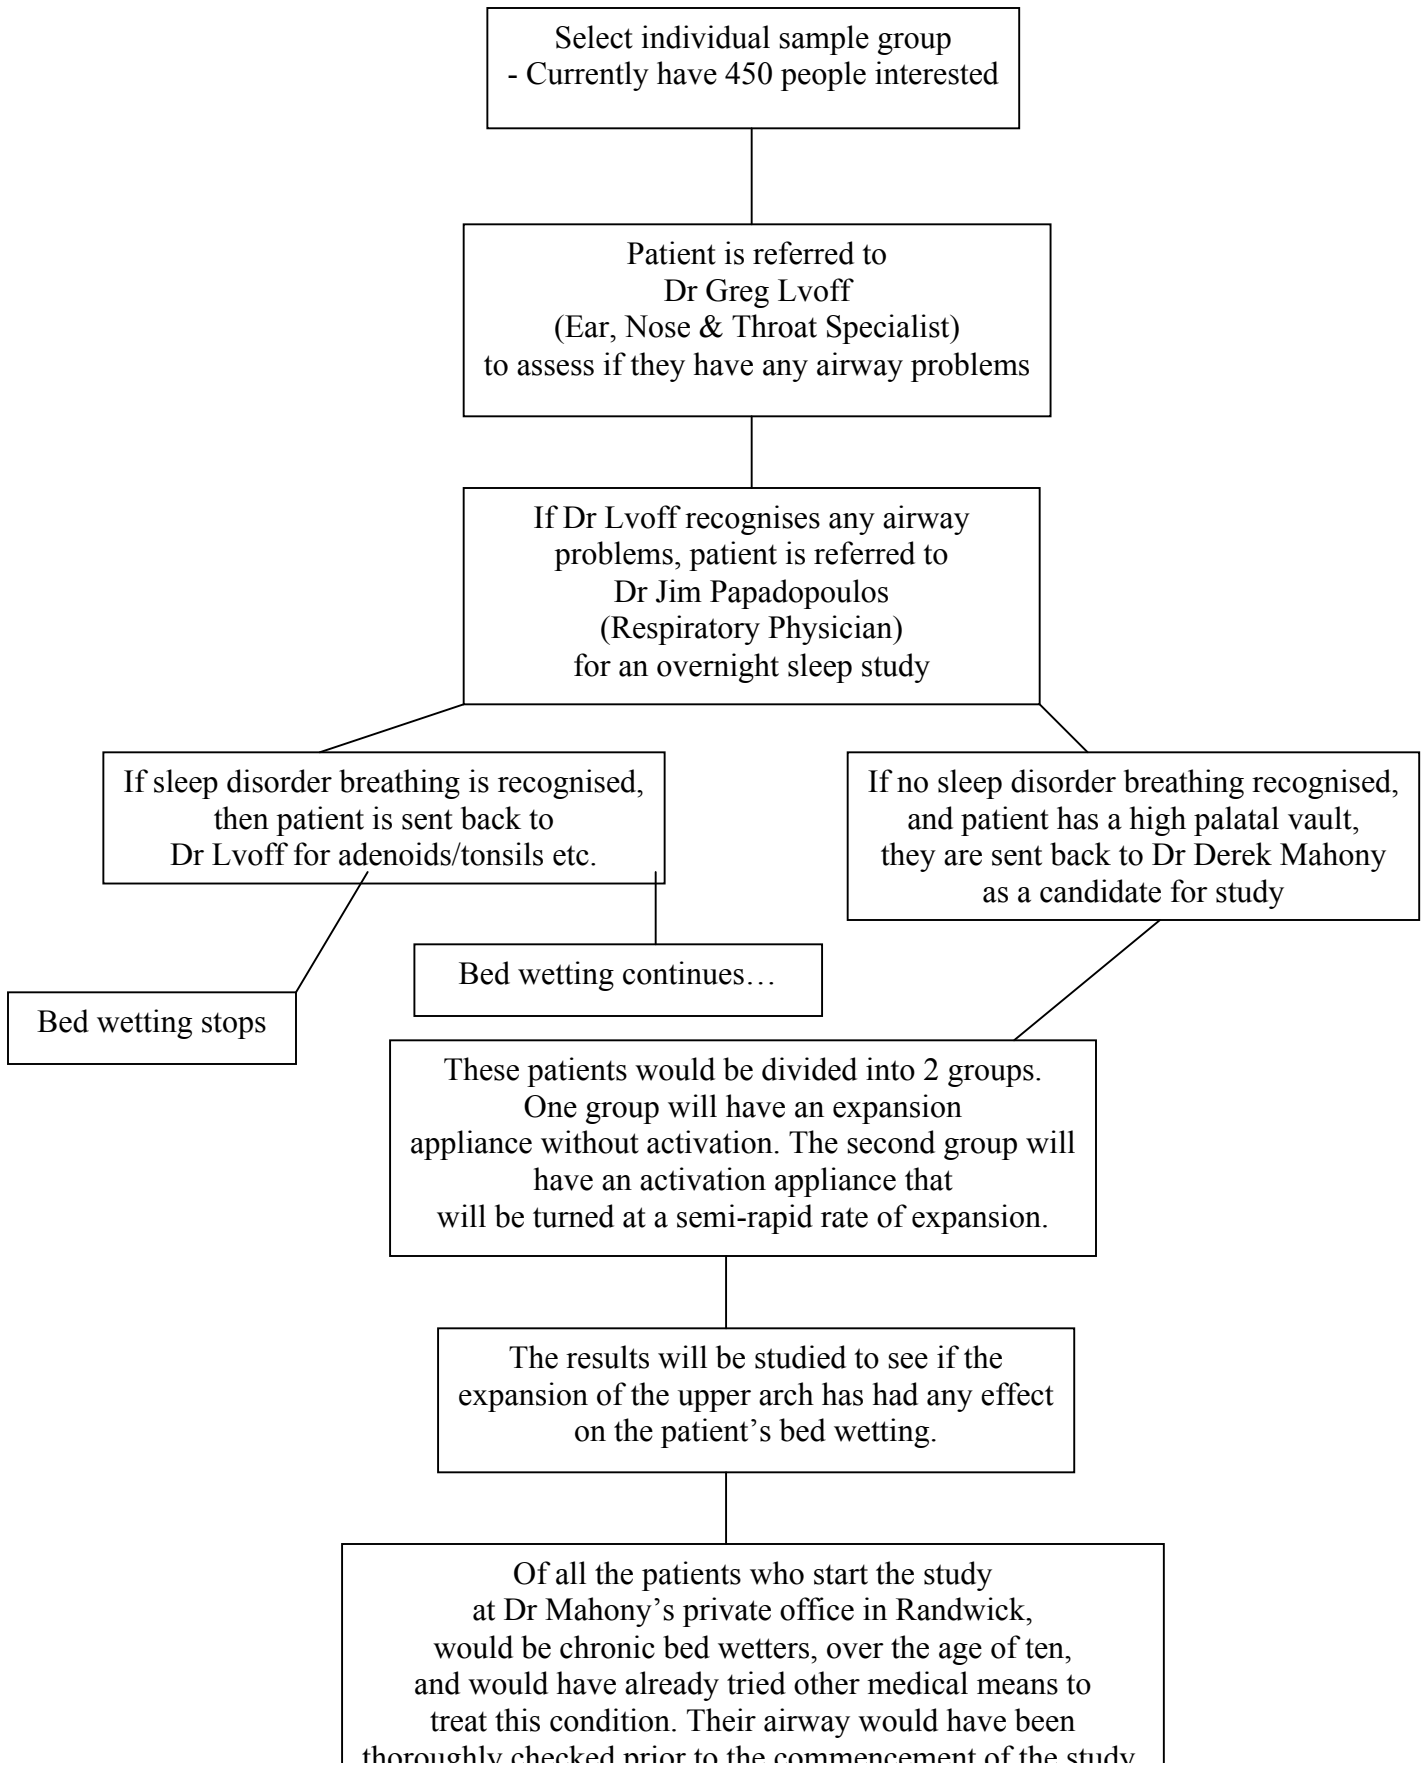 Select individual sample group
- Currently have 450 people interested
Patient is referred to
Dr Greg Lvoff
(Ear, Nose & Throat Specialist)
to assess if they have any airway problems
If Dr Lvoff recognises any airway
problems, patient is referred to
Dr Jim Papadopoulos
(Respiratory Physician)
for an overnight sleep study
If sleep disorder breathing is recognised,
then patient is sent back to
Dr Lvoff for adenoids/tonsils etc.
If no sleep disorder breathing recognised,
and patient has a high palatal vault,
they are sent back to Dr Derek Mahony
as a candidate for study
Bed wetting continues…
Bed wetting stops
These patients would be divided into 2 groups.
One group will have an expansion
appliance without activation. The second group will
have an activation appliance that
will be turned at a semi-rapid rate of expansion.
The results will be studied to see if the
expansion of the upper arch has had any effect
on the patient’s bed wetting.
Of all the patients who start the study
at Dr Mahony’s private office in Randwick,
would be chronic bed wetters, over the age of ten,
and would have already tried other medical means to
treat this condition. Their airway would have been
thoroughly checked prior to the commencement of the study